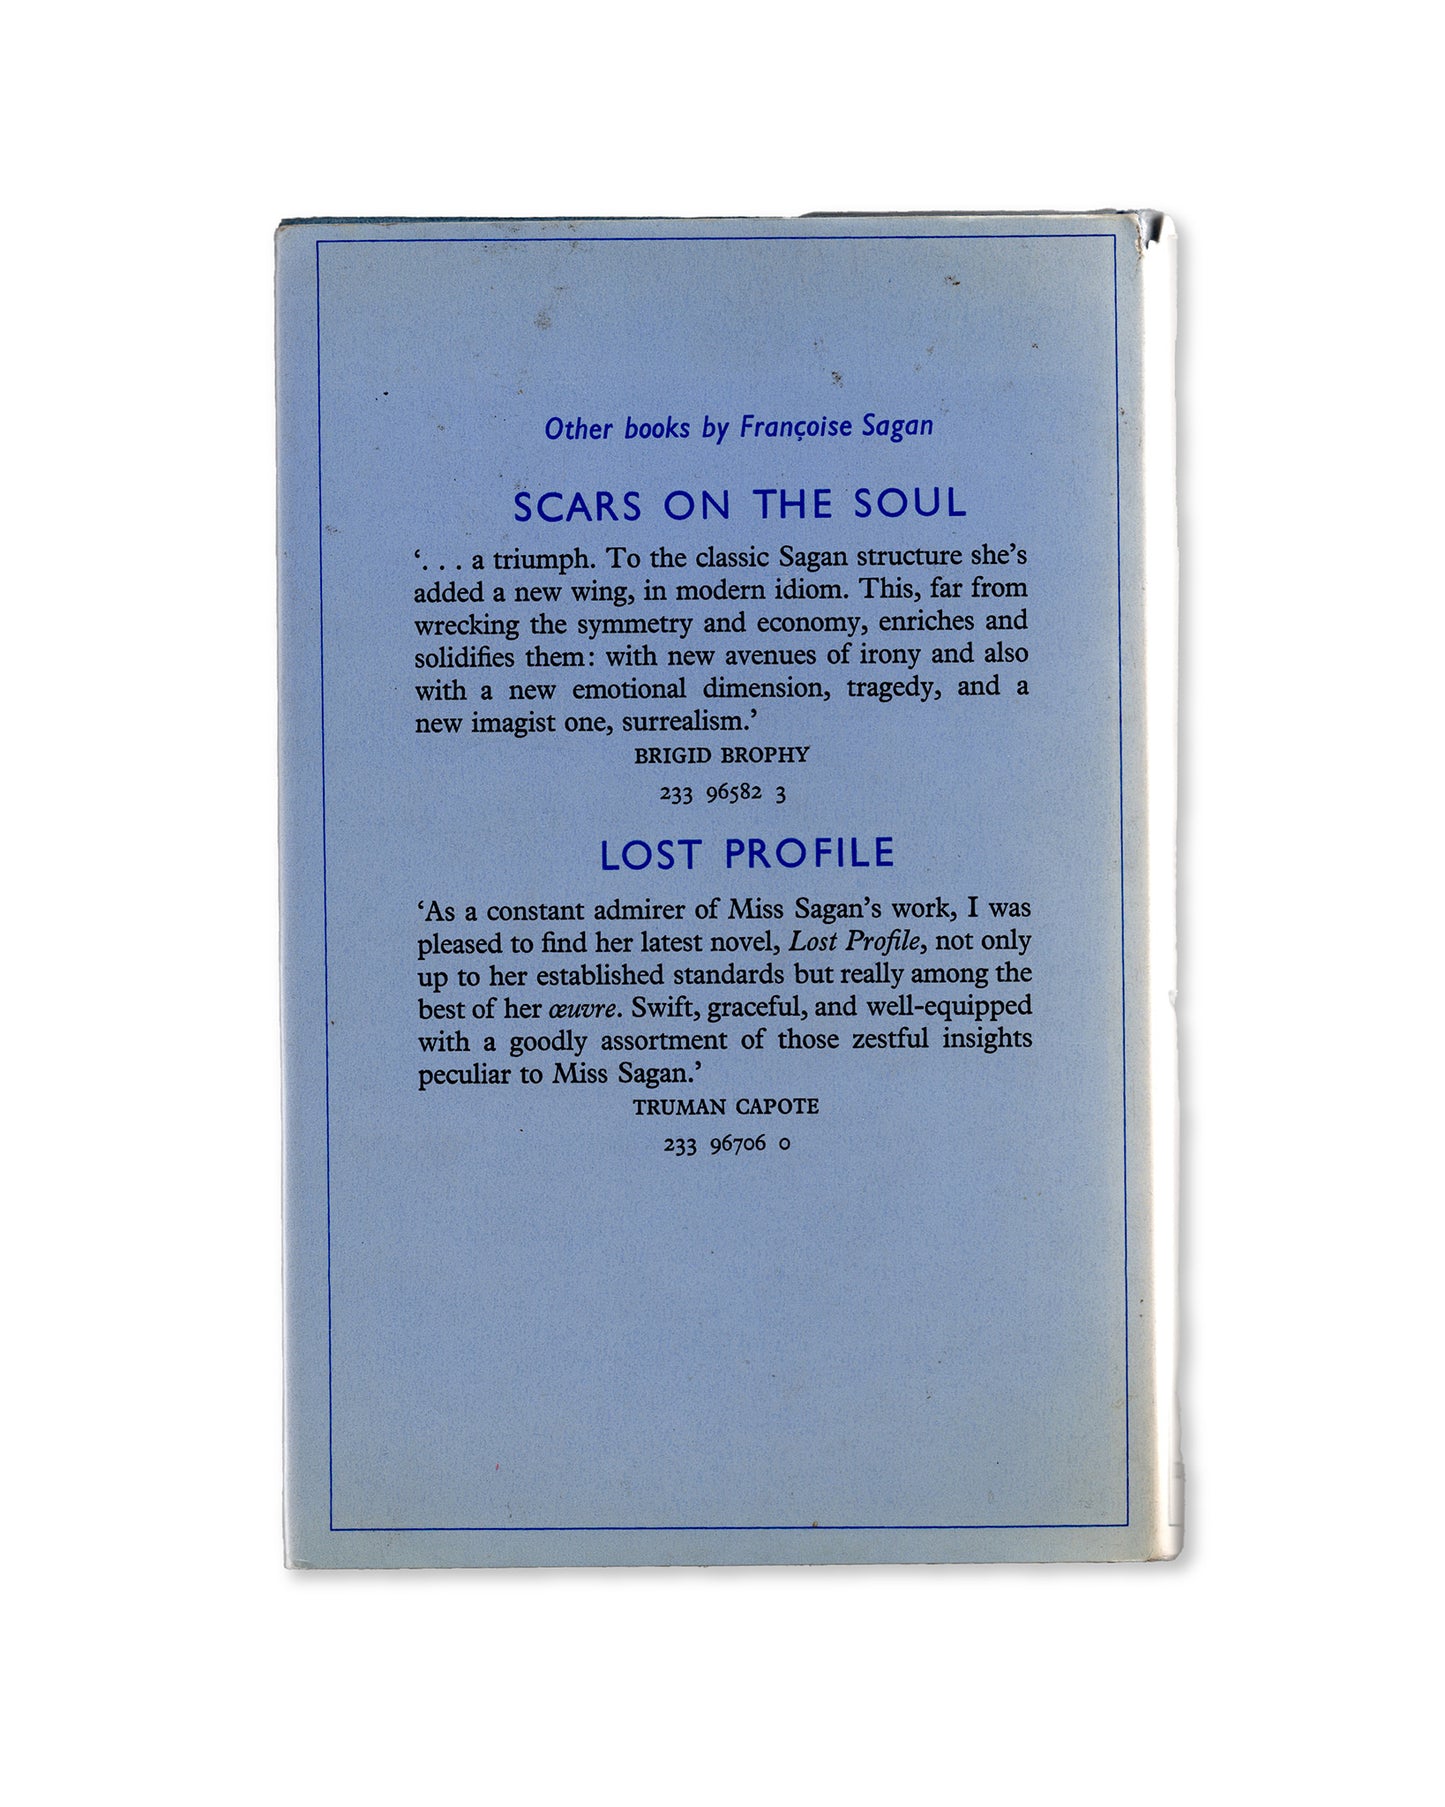 Other books by Françoise Sagan
SCARS ON THE SOUL
‘. . . a triumph. To the classic Sagan structure she’s
added a new wing, in modern idiom. This, far from
wrecking the symmetry and economy, enriches and
solidifies them: with new avenues of irony and also
with a new emotional dimension, tragedy, and a
new imagist one, surrealism.’
BRIGID BROPHY
233 96582 3
LOST PROFILE
‘As a constant admirer of Miss Sagan’s work, I was
pleased to find her latest novel, Lost Profile, not only
up to her established standards but really among the
best of her œuvre. Swift, graceful, and well-equipped
with a goodly assortment of those zestful insights
peculiar to Miss Sagan.’
TRUMAN CAPOTE
233 96706 0